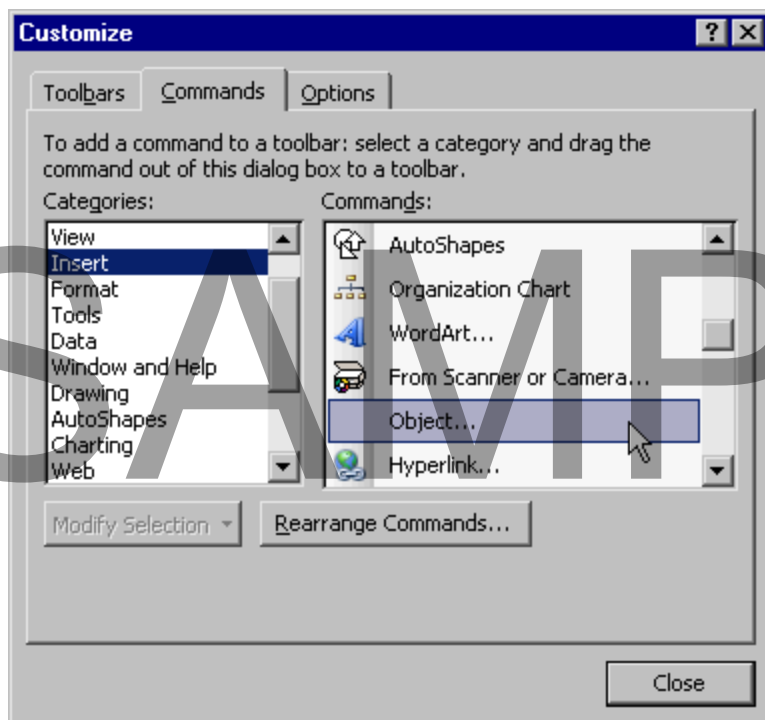 Customize
Toolbars Commands Options
To add a command to a toolbar: select a category and drag the
command out of this dialog box to a toolbar.
Categories:
View
Insert
Format
Tools
Data
Window and Help
Drawing
AutoShapes
Charting
Web
Commands:
AutoShapes
Organization Chart
WordArt...
From Scanner or Camera...
Object...
Hyperlink...
Modify Selection Rearrange Commands...
Close
SAMP